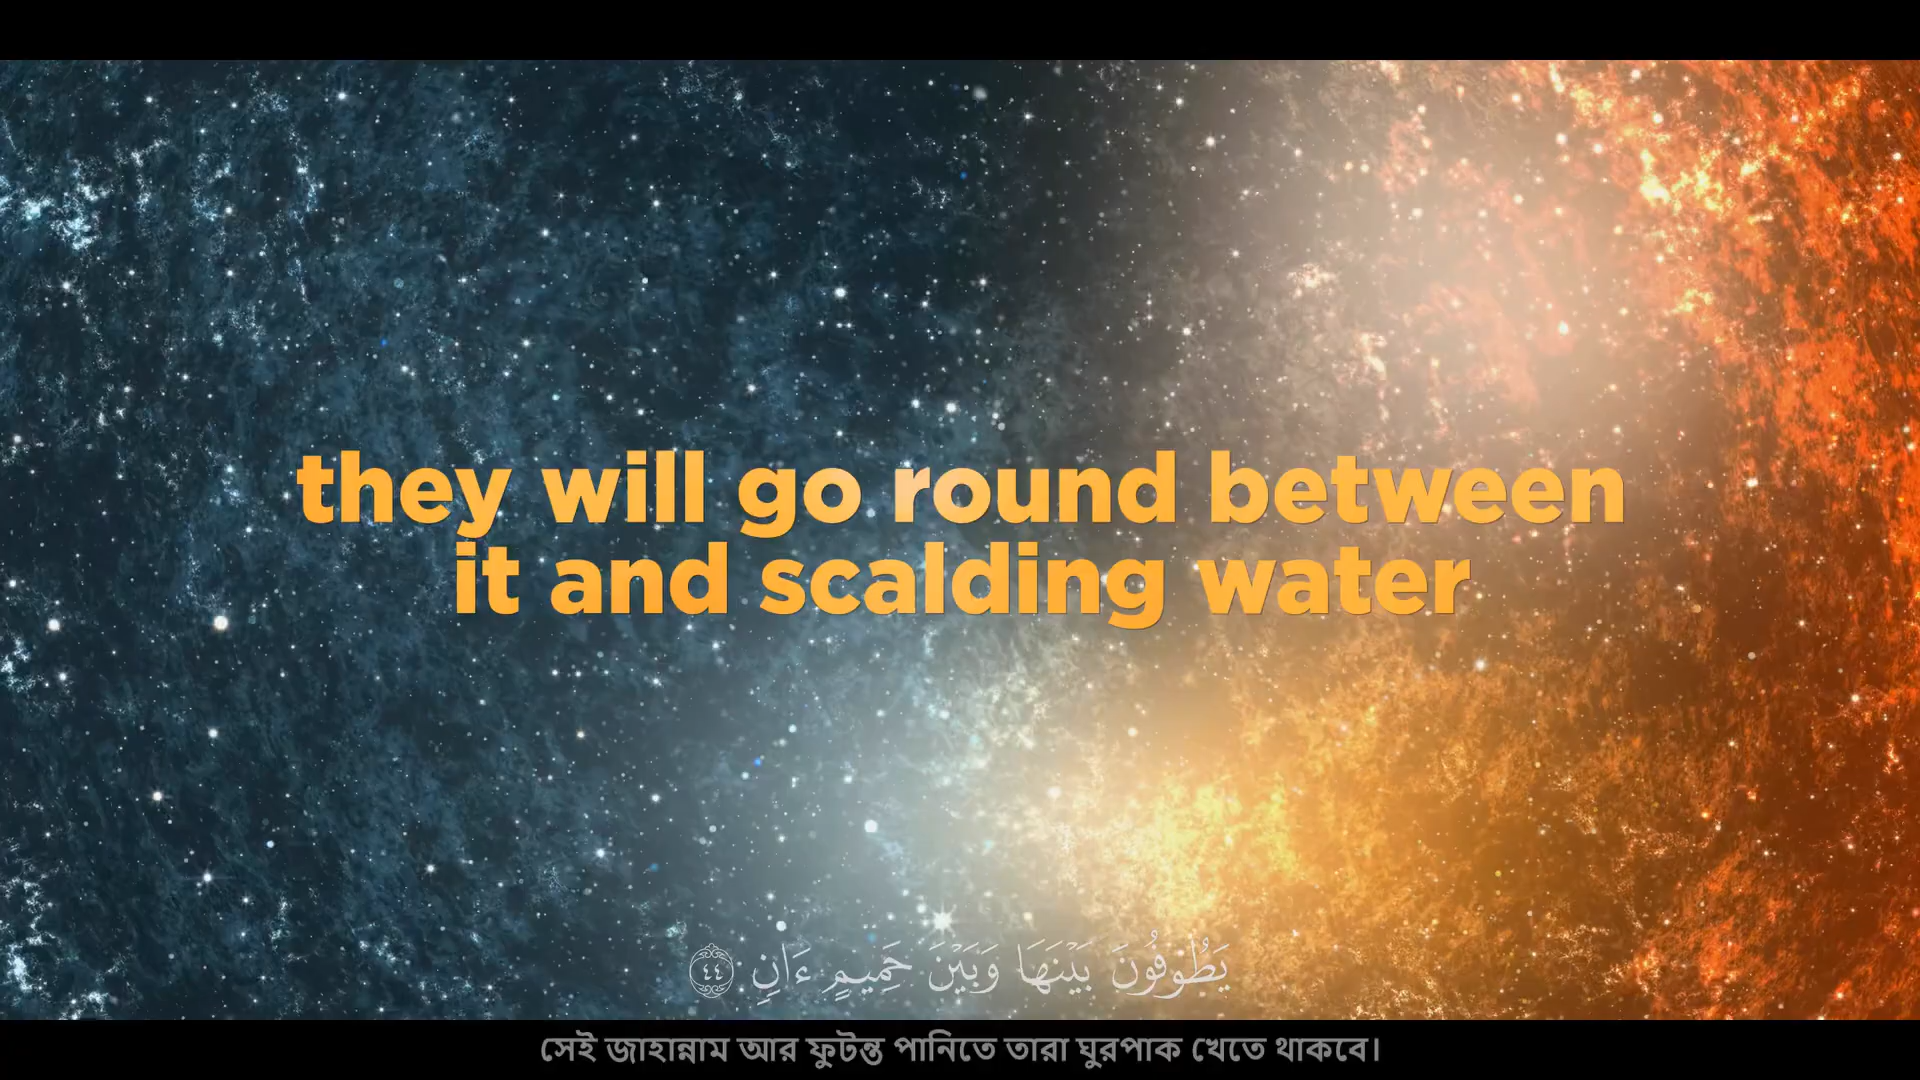 they will go round between
it and scalding water
يَطُوفُونَ بَيْنَهَا وَبَيْنَ حَمِيمٍ ءَانٍ ٤٤
সেই জাহান্নাম আর ফুটন্ত পানিতে তারা ঘুরপাক খেতে থাকবে।